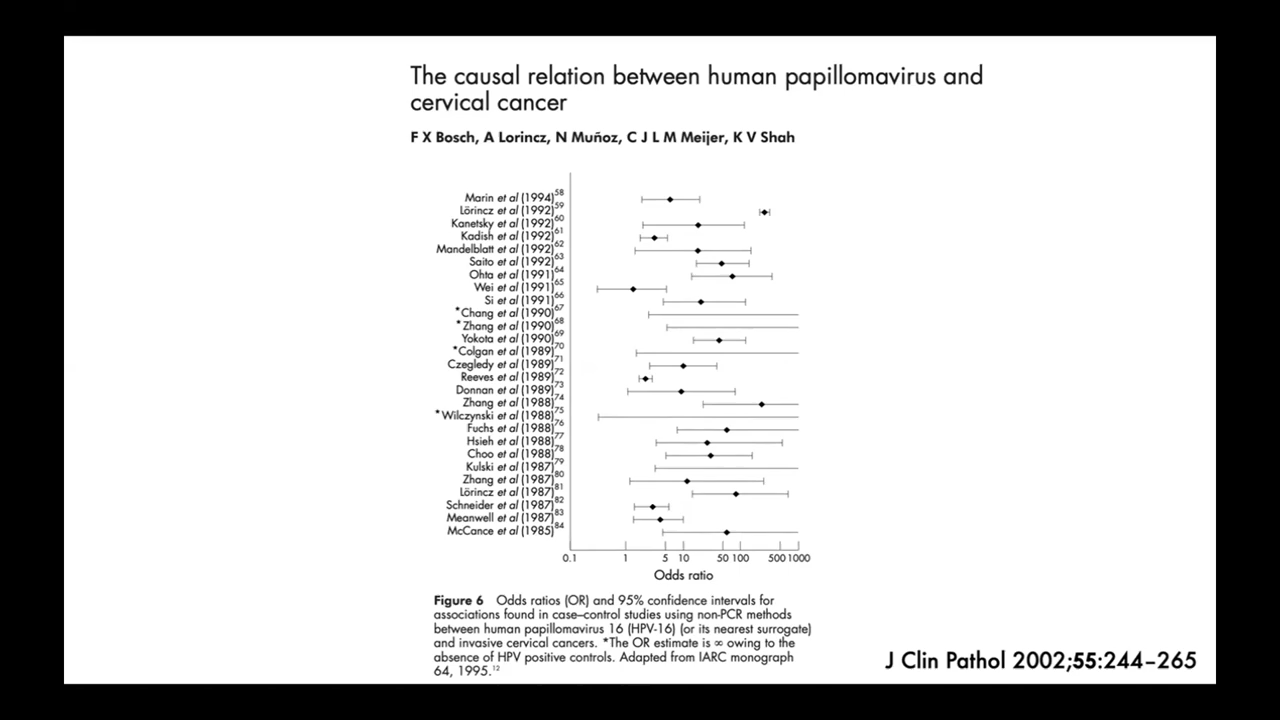 The causal relation between human papillomavirus and
cervical cancer
F X Bosch, A Lorincz, N Muñoz, C J L M Meijer, K V Shah
Marin et al (1994)58
Lörincz et al (1992)59
Kanetsky et al (1992)60
Kadish et al (1992)61
Mandelblatt et al (1992)62
Saito et al (1992)63
Ohta et al (1991)64
Wei et al (1991)65
Si et al (1991)66
*Chang et al (1990)67
*Zhang et al (1990)68
Yokota et al (1990)69
*Colgan et al (1989)70
Czegledy et al (1989)71
Reeves et al (1989)72
Donnan et al (1989)73
Zhang et al (1988)74
*Wilczynski et al (1988)75
Fuchs et al (1988)76
Hsieh et al (1988)77
Choo et al (1988)78
Kulski et al (1987)79
Zhang et al (1987)80
Lörincz et al (1987)81
Schneider et al (1987)82
Meanwell et al (1987)83
McCance et al (1985)84
0.1 1 5 10 50 100 500 1000
Odds ratio
Figure 6 Odds ratios (OR) and 95% confidence intervals for
associations found in case–control studies using non-PCR methods
between human papillomavirus 16 (HPV-16) (or its nearest surrogate)
and invasive cervical cancers. *The OR estimate is ∞ owing to the
absence of HPV positive controls. Adapted from IARC monograph
64, 1995.12
J Clin Pathol 2002;55:244–265